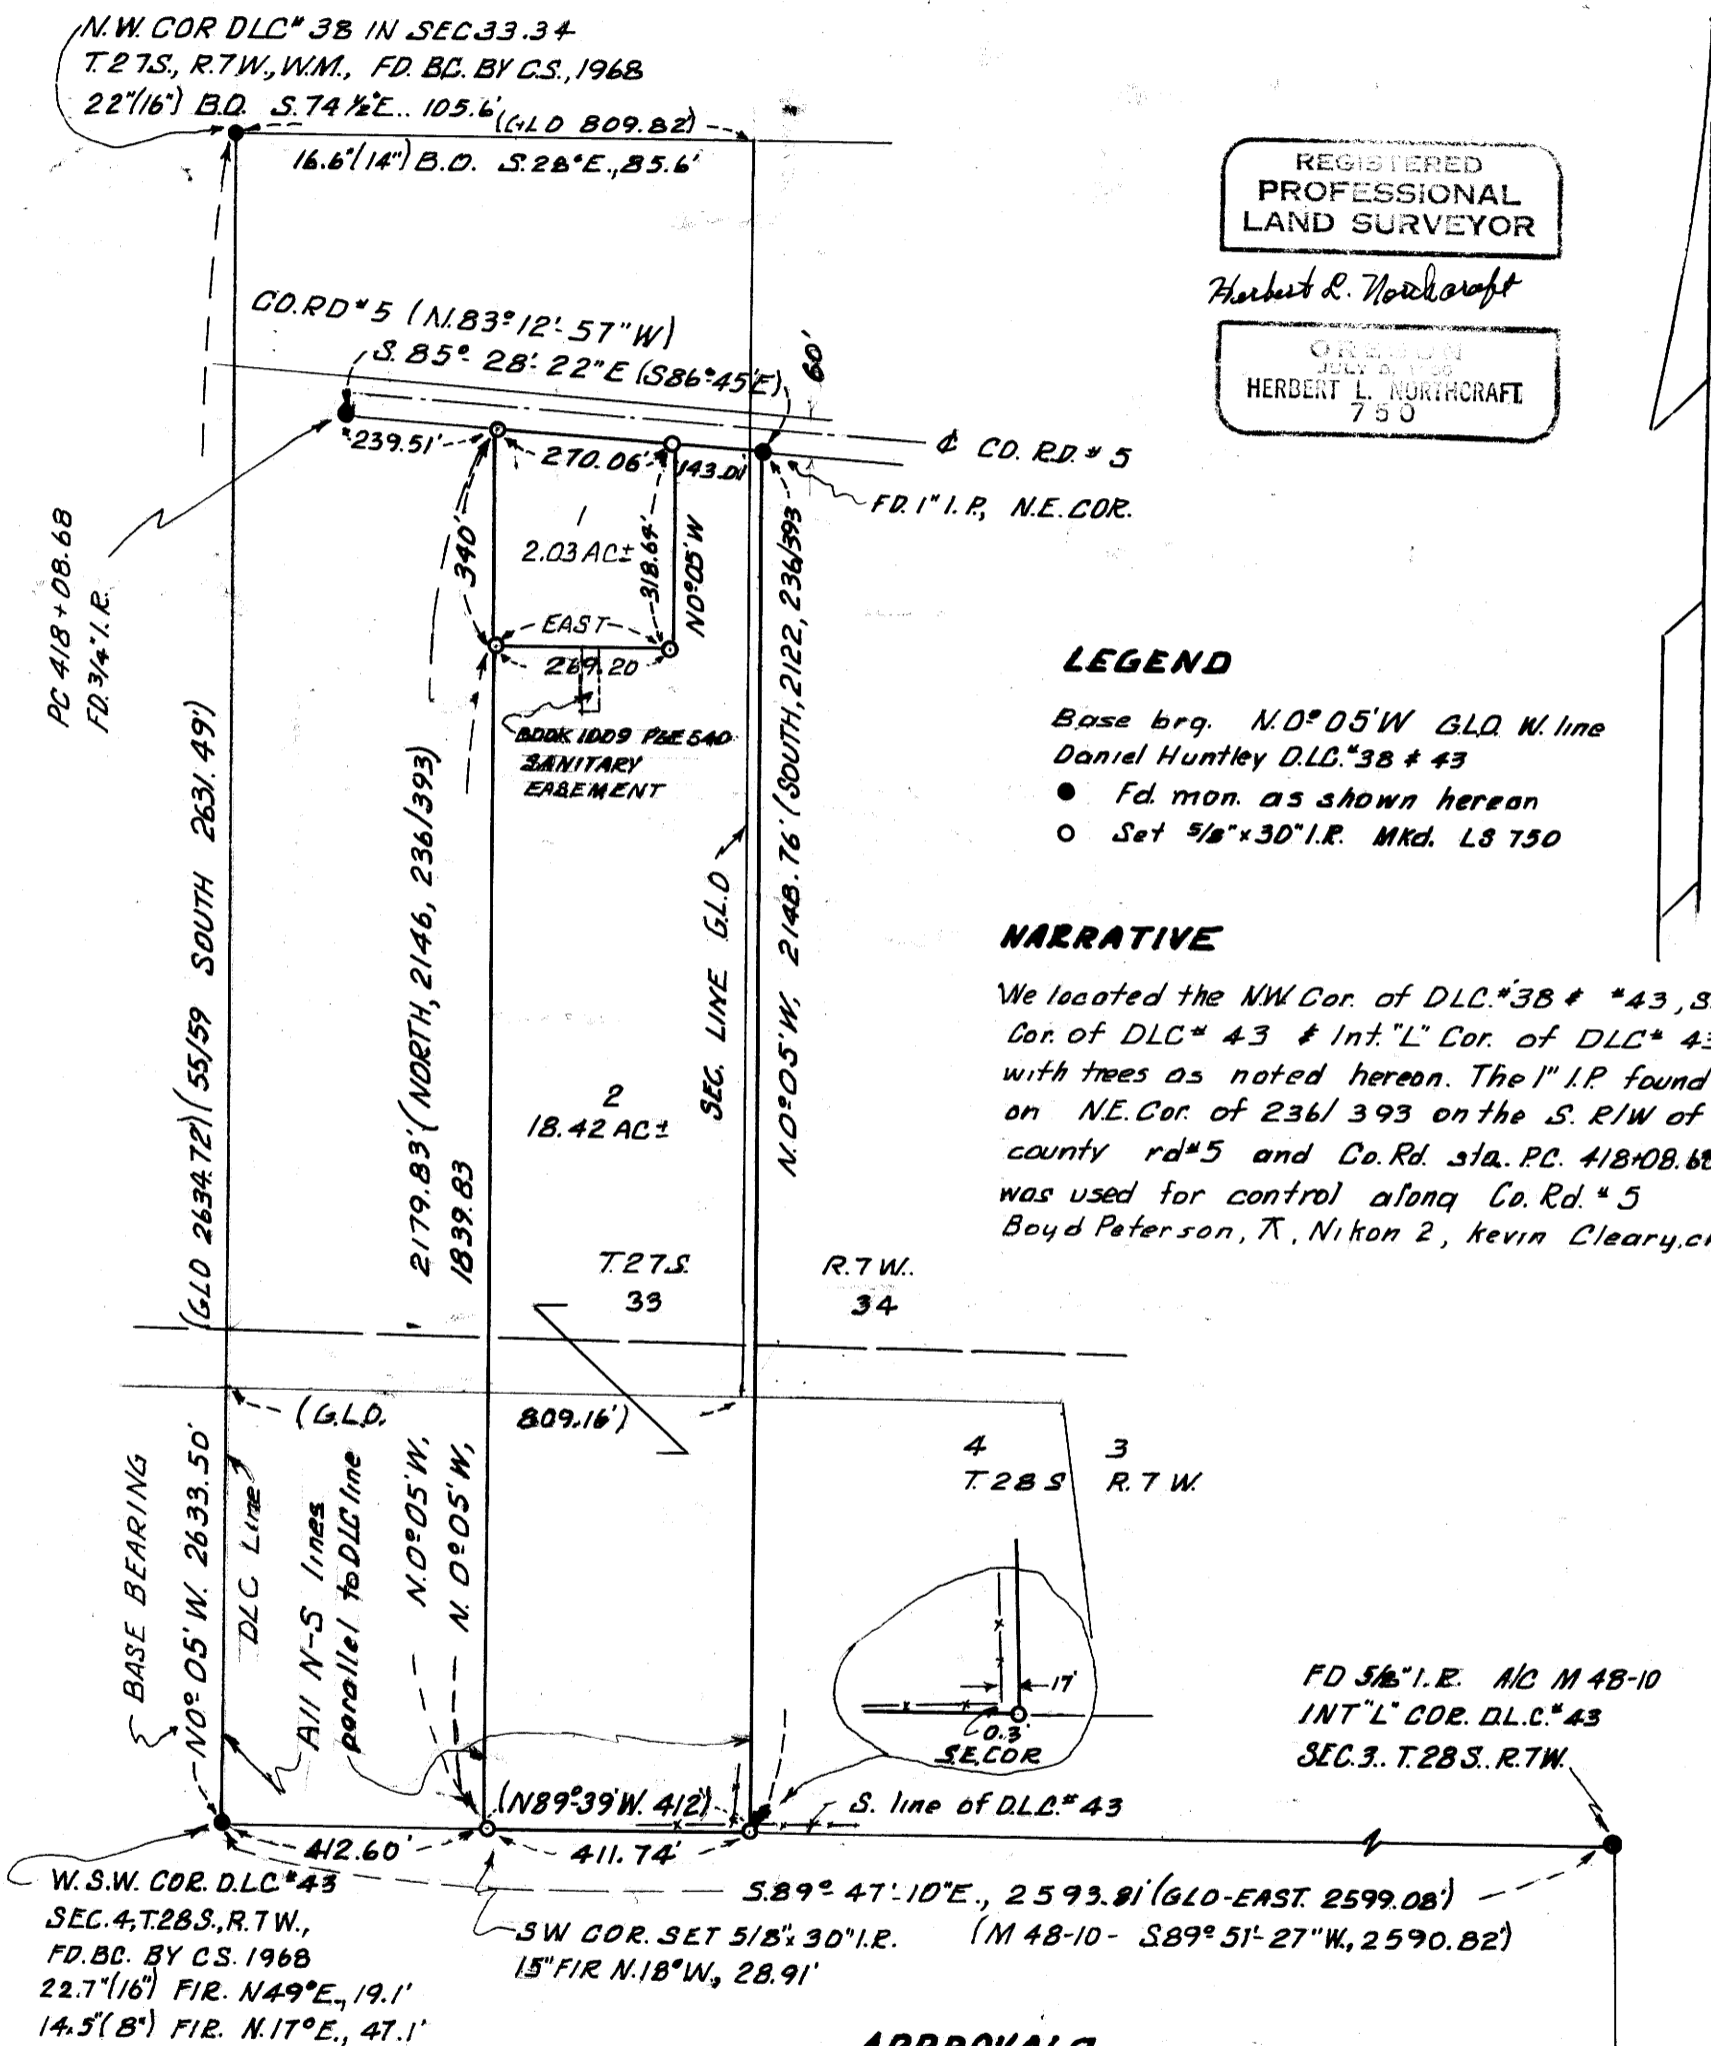 N.W. COR DLC# 38 IN SEC 33.34
T.27S., R.7W., W.M., FD. BC. BY C.S., 1968
22"(16") B.O. S.74½°E.. 105.6'
(GLO 809.82')
16.6"(14") B.O. S.28°E., 85.6'
REGISTERED
PROFESSIONAL
LAND SURVEYOR
Herbert L. Northcraft
OREGON
HERBERT L. NORTHCRAFT
750
CO.RD #5 (N.83°-12'-57"W)
S.85°-28'-22"E (S86°45'E)
60'
239.51'
270.06'
143.01'
℄ CO. RD. #5
FD. 1" I.P., N.E. COR.
PC 418+08.68
FD. 3/4" I.R.
340'
1
2.03 AC±
318.64'
N0°05'W
EAST
269.20
BOOK 1009 PGE 540
SANITARY
EASEMENT
LEGEND
Base brg. N.0°05'W G.L.O. W. line
Daniel Huntley D.L.C.#38 & 43
● Fd. mon. as shown hereon
○ Set 5/8"x30" I.R. MKd. LS 750
NARRATIVE
We located the N.W. Cor. of DLC.#38 & #43, S.
Cor. of DLC# 43 & Int. "L" Cor. of DLC# 43
with trees as noted hereon. The 1" I.P. found
on N.E. Cor. of 236/393 on the S. R/W of
county rd#5 and Co. Rd. sta. P.C. 418+08.68
was used for control along Co. Rd. #5
Boyd Peterson, ⊼, Nikon 2, Kevin Cleary, ch
(GLO 2634.72)(55/59 SOUTH 2631.49')
2179.83' (NORTH, 2146, 236/393)
1839.83
SEC. LINE G.L.O
N.0°05'W. 2148.76' (SOUTH, 2122, 236/393
2
18.42 AC±
T.27S. R.7W..
33 34
(G.L.O. 809.16')
4 3
T.28S R.7W.
BASE BEARING
N0°05'W. 2633.50'
DLC Line
All N-S lines
parallel to DLC line
N.0°05'W.
N.0°05'W,
17'
0.3'
S.E. COR
FD 5/8" I.R. A/C M 48-10
INT "L" COR. D.L.C.#43
SEC.3.. T.28S.. R.7W.
(N89°-39'W. 412')
S. line of D.L.C.#43
412.60'
411.74'
W.S.W. COR. D.L.C #43
SEC.4, T.28S., R.7W.,
FD. BC. BY CS. 1968
22.7"(16") FIR. N49°E., 19.1'
14.5"(8") FIR. N.17°E., 47.1'
S.89°-47'-10"E., 2593.81' (GLO-EAST. 2599.08')
(M 48-10 - S89°51'-27"W., 2590.82')
SW COR. SET 5/8"x30" I.R.
15" FIR N.18°W., 28.91'
APPROVALS